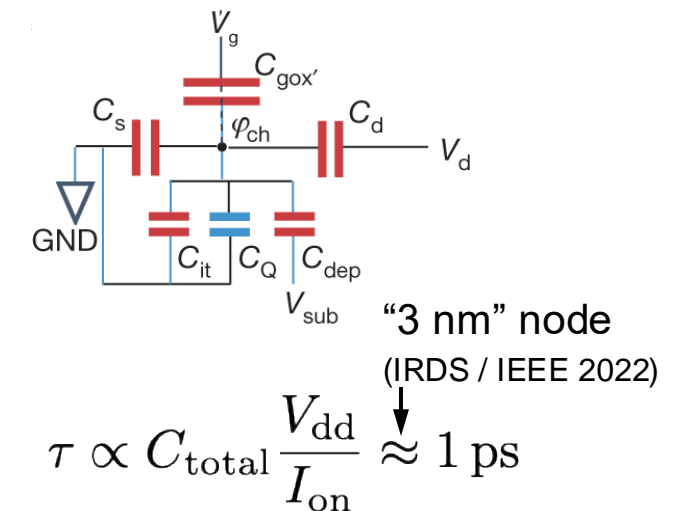 V_g
C_gox′
C_s
φ_ch
C_d
V_d
GND
C_it C_Q C_dep
V_sub
“3 nm” node
(IRDS / IEEE 2022)
τ ∝ C_total V_dd / I_on ≈ 1 ps